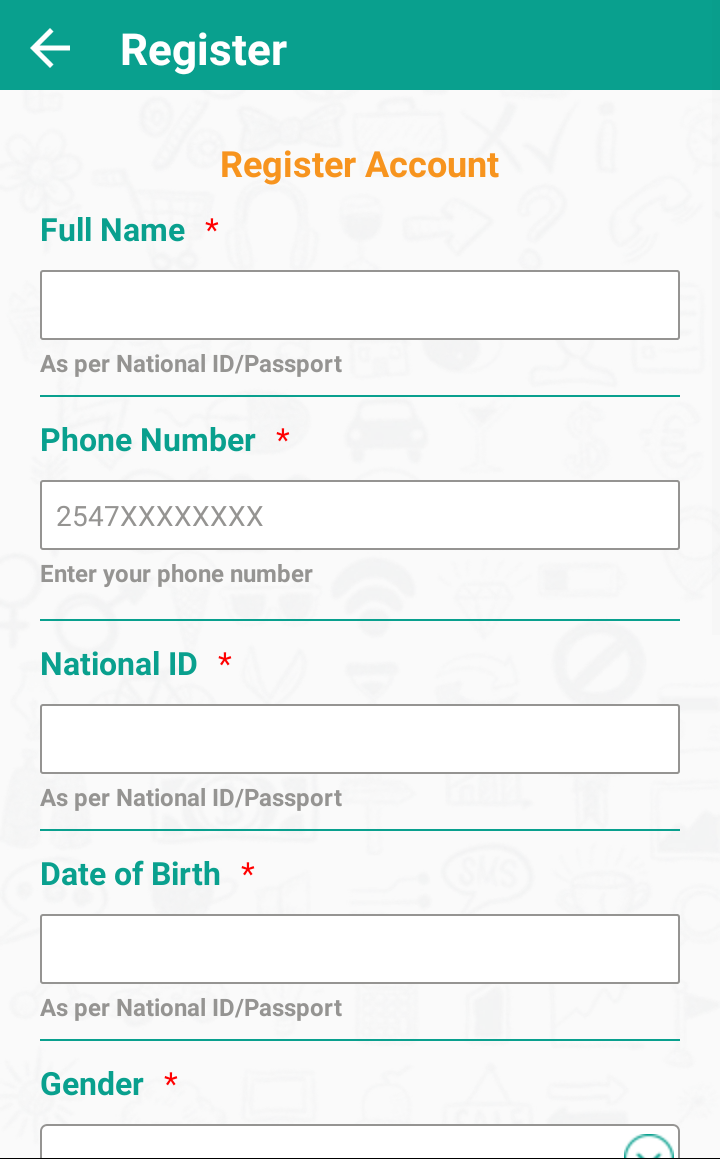 Register
Register Account
Full Name *
As per National ID/Passport
Phone Number *
2547XXXXXXXX
Enter your phone number
National ID *
As per National ID/Passport
Date of Birth *
SMS
As per National ID/Passport
Gender *